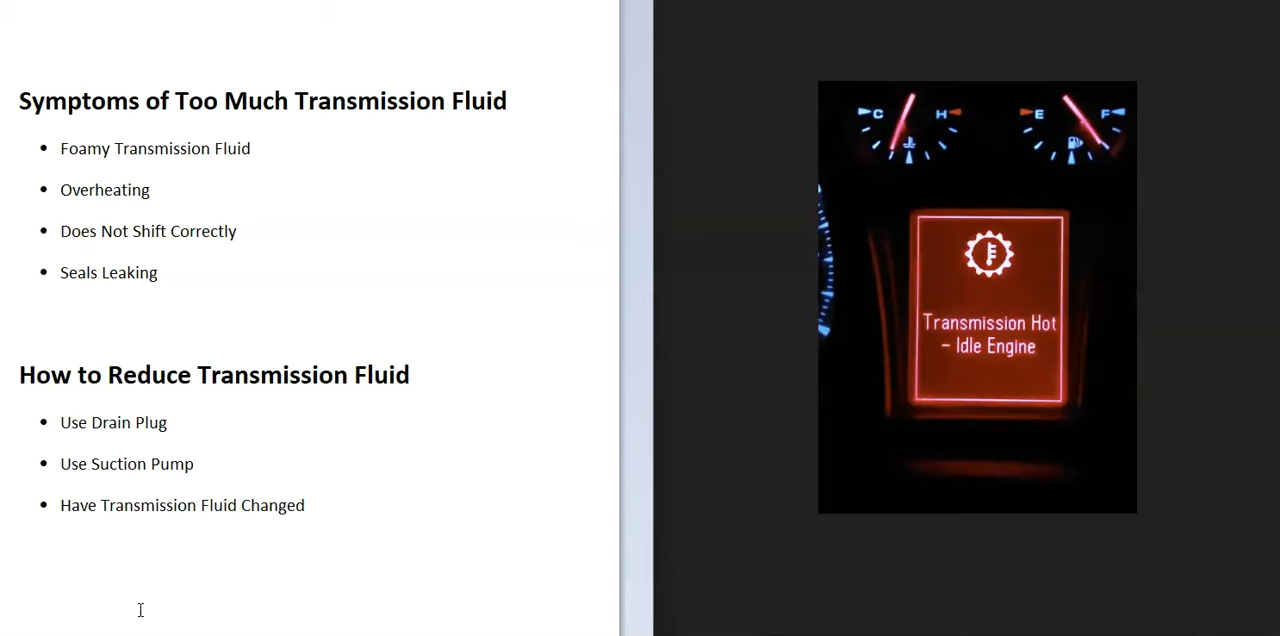 Symptoms of Too Much Transmission Fluid
• Foamy Transmission Fluid
• Overheating
• Does Not Shift Correctly
• Seals Leaking
How to Reduce Transmission Fluid
• Use Drain Plug
• Use Suction Pump
• Have Transmission Fluid Changed
C H E F
Transmission Hot
– Idle Engine